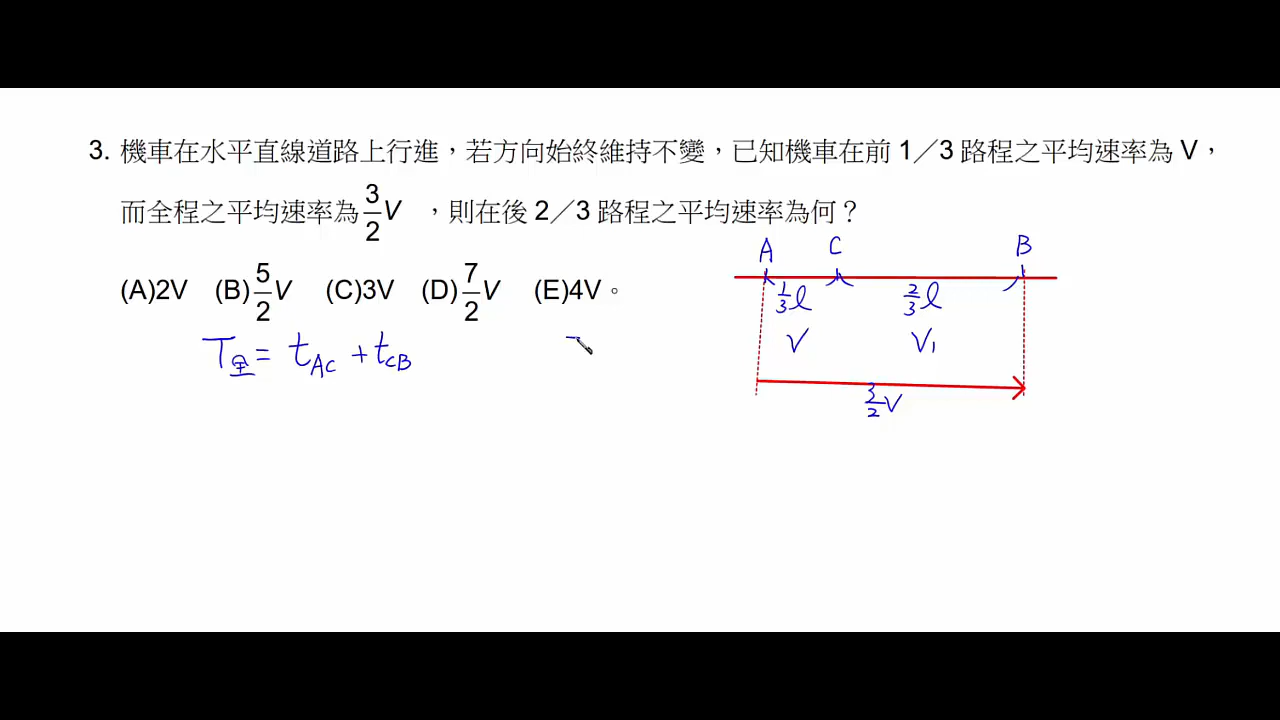 3. 機車在水平直線道路上行進，若方向始終維持不變，已知機車在前 1／3 路程之平均速率為 V，
而全程之平均速率為 3/2 V ，則在後 2／3 路程之平均速率為何？
(A)2V (B) 5/2 V (C)3V (D) 7/2 V (E)4V。
A C B
1/3 l 2/3 l
V V₁
3/2 V
T全 = tAC + tCB